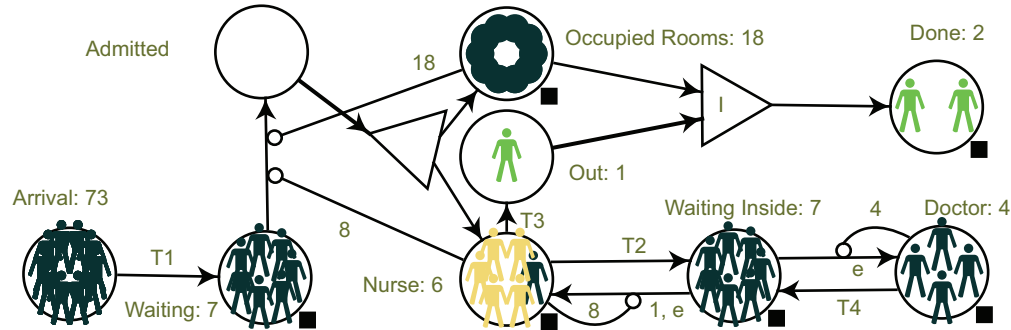 Admitted
18
Occupied Rooms: 18
Done: 2
I
Out: 1
Arrival: 73
8
T3
Waiting Inside: 7
4
Doctor: 4
T1
T2
e
Waiting: 7
Nurse: 6
8
1, e
T4